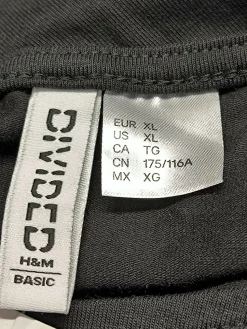 DIVIDED
H&M
BASIC
EUR XL
US XL
CA TG
CN 175/116A
MX XG